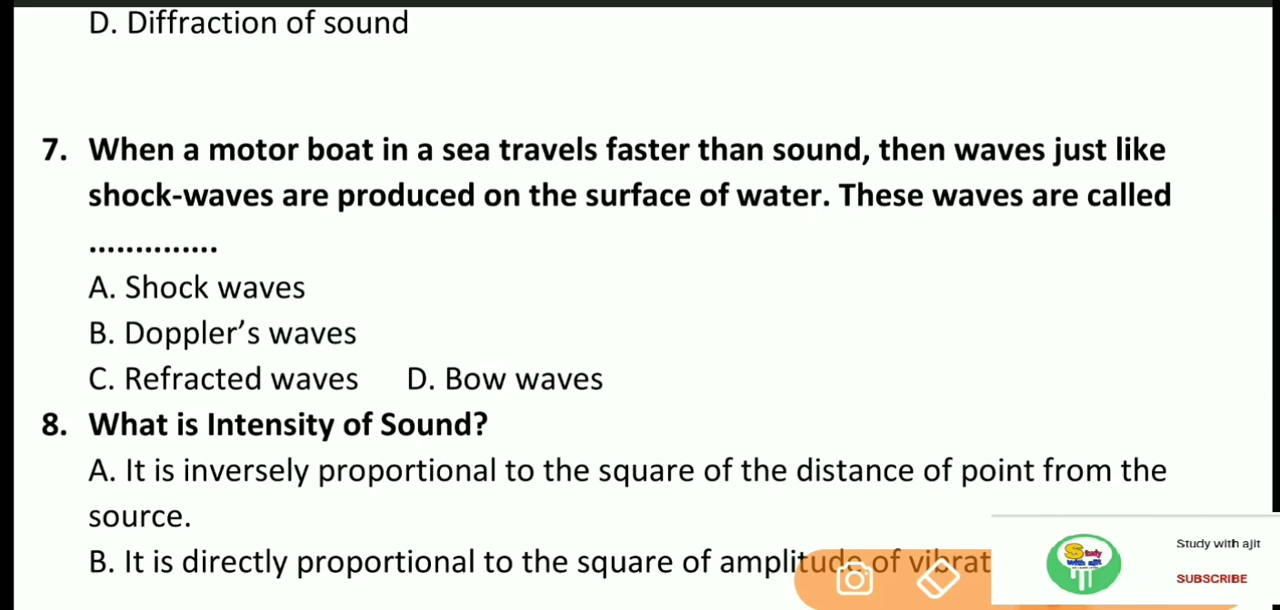 D. Diffraction of sound
7. When a motor boat in a sea travels faster than sound, then waves just like
shock-waves are produced on the surface of water. These waves are called
..............
A. Shock waves
B. Doppler’s waves
C. Refracted waves D. Bow waves
8. What is Intensity of Sound?
A. It is inversely proportional to the square of the distance of point from the
source.
B. It is directly proportional to the square of amplitude of vibrat
Study with ajit
Study with ajit
SUBSCRIBE